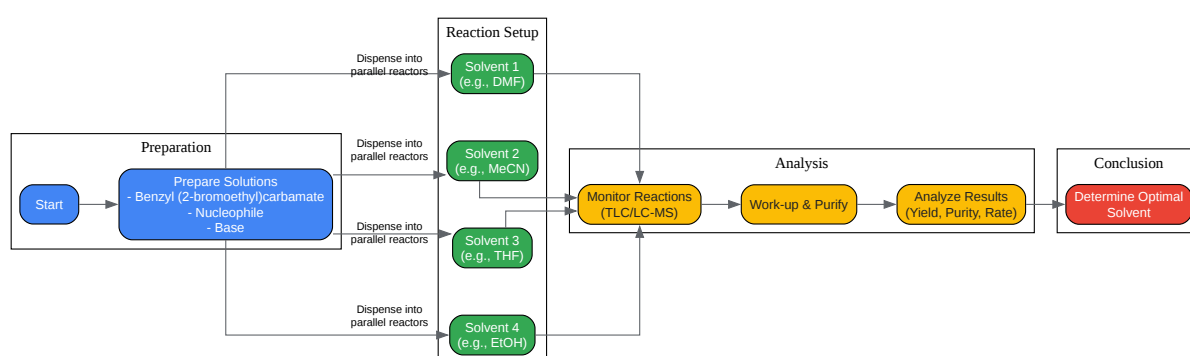 Preparation
Start
Prepare Solutions
- Benzyl (2-bromoethyl)carbamate
- Nucleophile
- Base
Dispense into
parallel reactors
Dispense into
parallel reactors
Dispense into
parallel reactors
Dispense into
parallel reactors
Reaction Setup
Solvent 1
(e.g., DMF)
Solvent 2
(e.g., MeCN)
Solvent 3
(e.g., THF)
Solvent 4
(e.g., EtOH)
Analysis
Monitor Reactions
(TLC/LC-MS)
Work-up & Purify
Analyze Results
(Yield, Purity, Rate)
Conclusion
Determine Optimal
Solvent